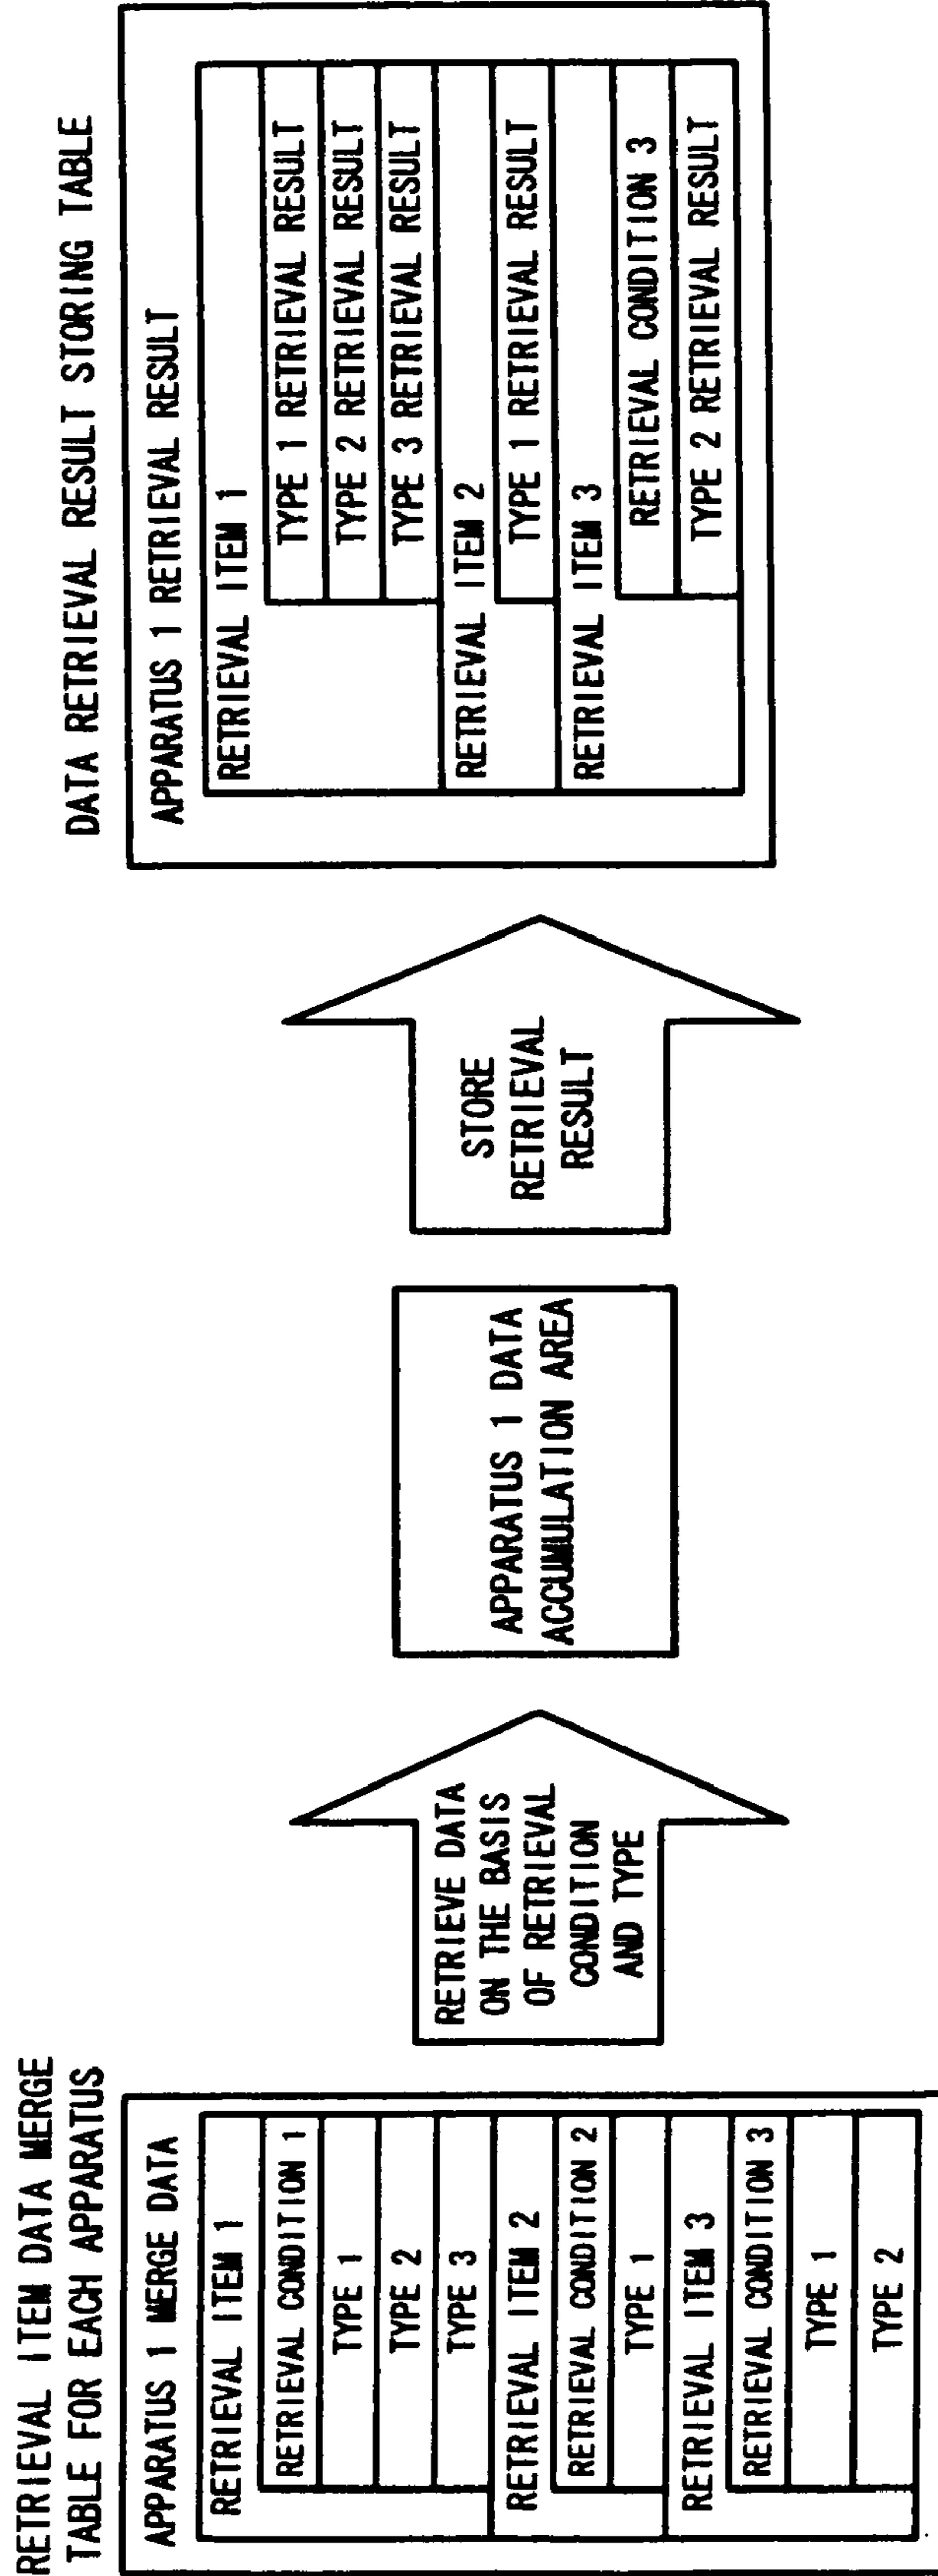 RETRIEVAL ITEM DATA MERGE
TABLE FOR EACH APPARATUS
APPARATUS 1 MERGE DATA
RETRIEVAL ITEM 1
RETRIEVAL CONDITION 1
TYPE 1
TYPE 2
TYPE 3
RETRIEVAL ITEM 2
RETRIEVAL CONDITION 2
TYPE 1
RETRIEVAL ITEM 3
RETRIEVAL CONDITION 3
TYPE 1
TYPE 2
RETRIEVE DATA
ON THE BASIS
OF RETRIEVAL
CONDITION
AND TYPE
APPARATUS 1 DATA
ACCUMULATION AREA
STORE
RETRIEVAL
RESULT
DATA RETRIEVAL RESULT STORING TABLE
APPARATUS 1 RETRIEVAL RESULT
RETRIEVAL ITEM 1
TYPE 1 RETRIEVAL RESULT
TYPE 2 RETRIEVAL RESULT
TYPE 3 RETRIEVAL RESULT
RETRIEVAL ITEM 2
TYPE 1 RETRIEVAL RESULT
RETRIEVAL ITEM 3
RETRIEVAL CONDITION 3
TYPE 2 RETRIEVAL RESULT